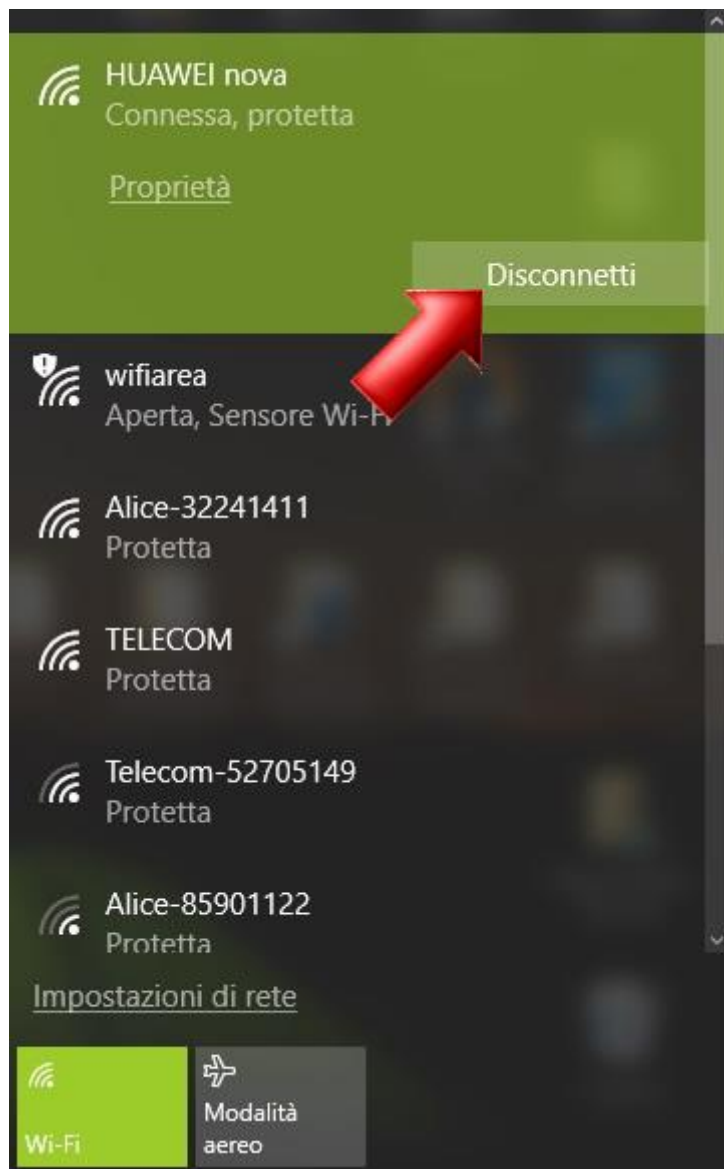 HUAWEI nova
Connessa, protetta
Proprietà
Disconnetti
wifiarea
Aperta, Sensore Wi-Fi
Alice-32241411
Protetta
TELECOM
Protetta
Telecom-52705149
Protetta
Alice-85901122
Protetta
Impostazioni di rete
Wi-Fi
Modalità
aereo